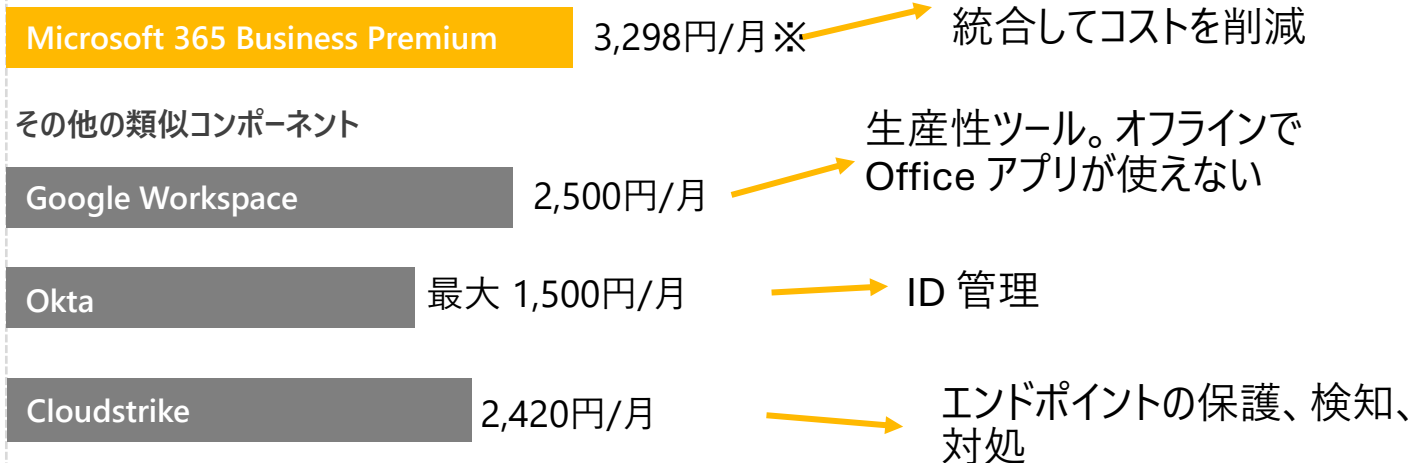 Microsoft 365 Business Premium
3,298円/月※
統合してコストを削減
その他の類似コンポーネント
Google Workspace
2,500円/月
生産性ツール。オフラインで
Office アプリが使えない
Okta
最大 1,500円/月
ID 管理
Cloudstrike
2,420円/月
エンドポイントの保護、検知、
対処